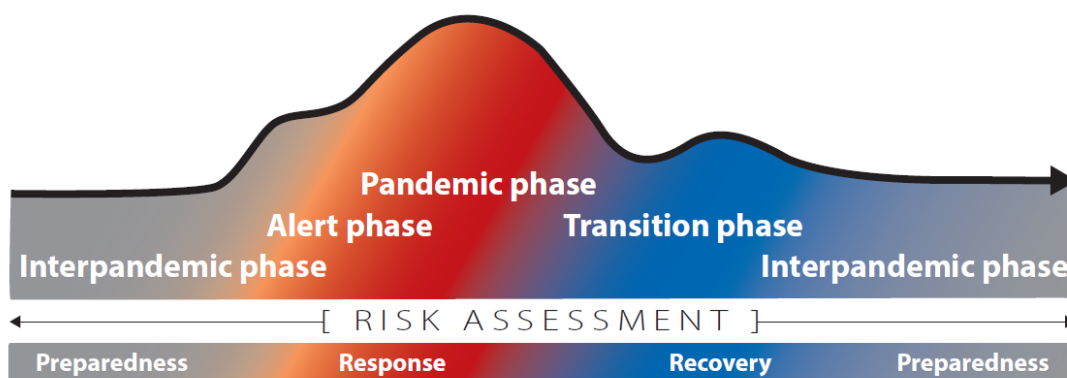 Pandemic phase
Alert phase
Transition phase
Interpandemic phase
Interpandemic phase
[ RISK ASSESSMENT ]
Preparedness
Response
Recovery
Preparedness